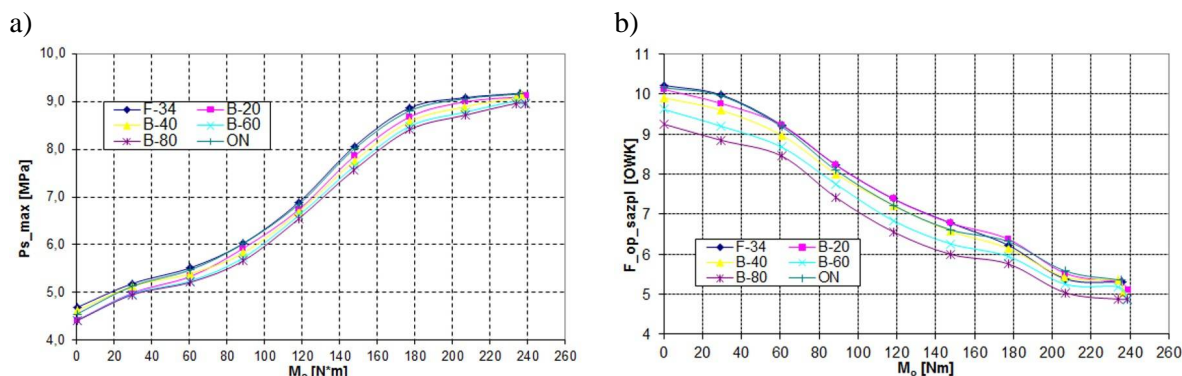 a)
b)
Ps_max [MPa]
10,0
9,0
8,0
7,0
6,0
5,0
4,0
F-34 B-20
B-40 B-60
B-80 ON
0 20 40 60 80 100 120 140 160 180 200 220 240 260
M₀ [N*m]
F_op_sazpl [OWK]
11
10
9
8
7
6
5
4
F-34 B-20
B-40 B-60
B-80 ON
0 20 40 60 80 100 120 140 160 180 200 220 240 260
M₀ [Nm]